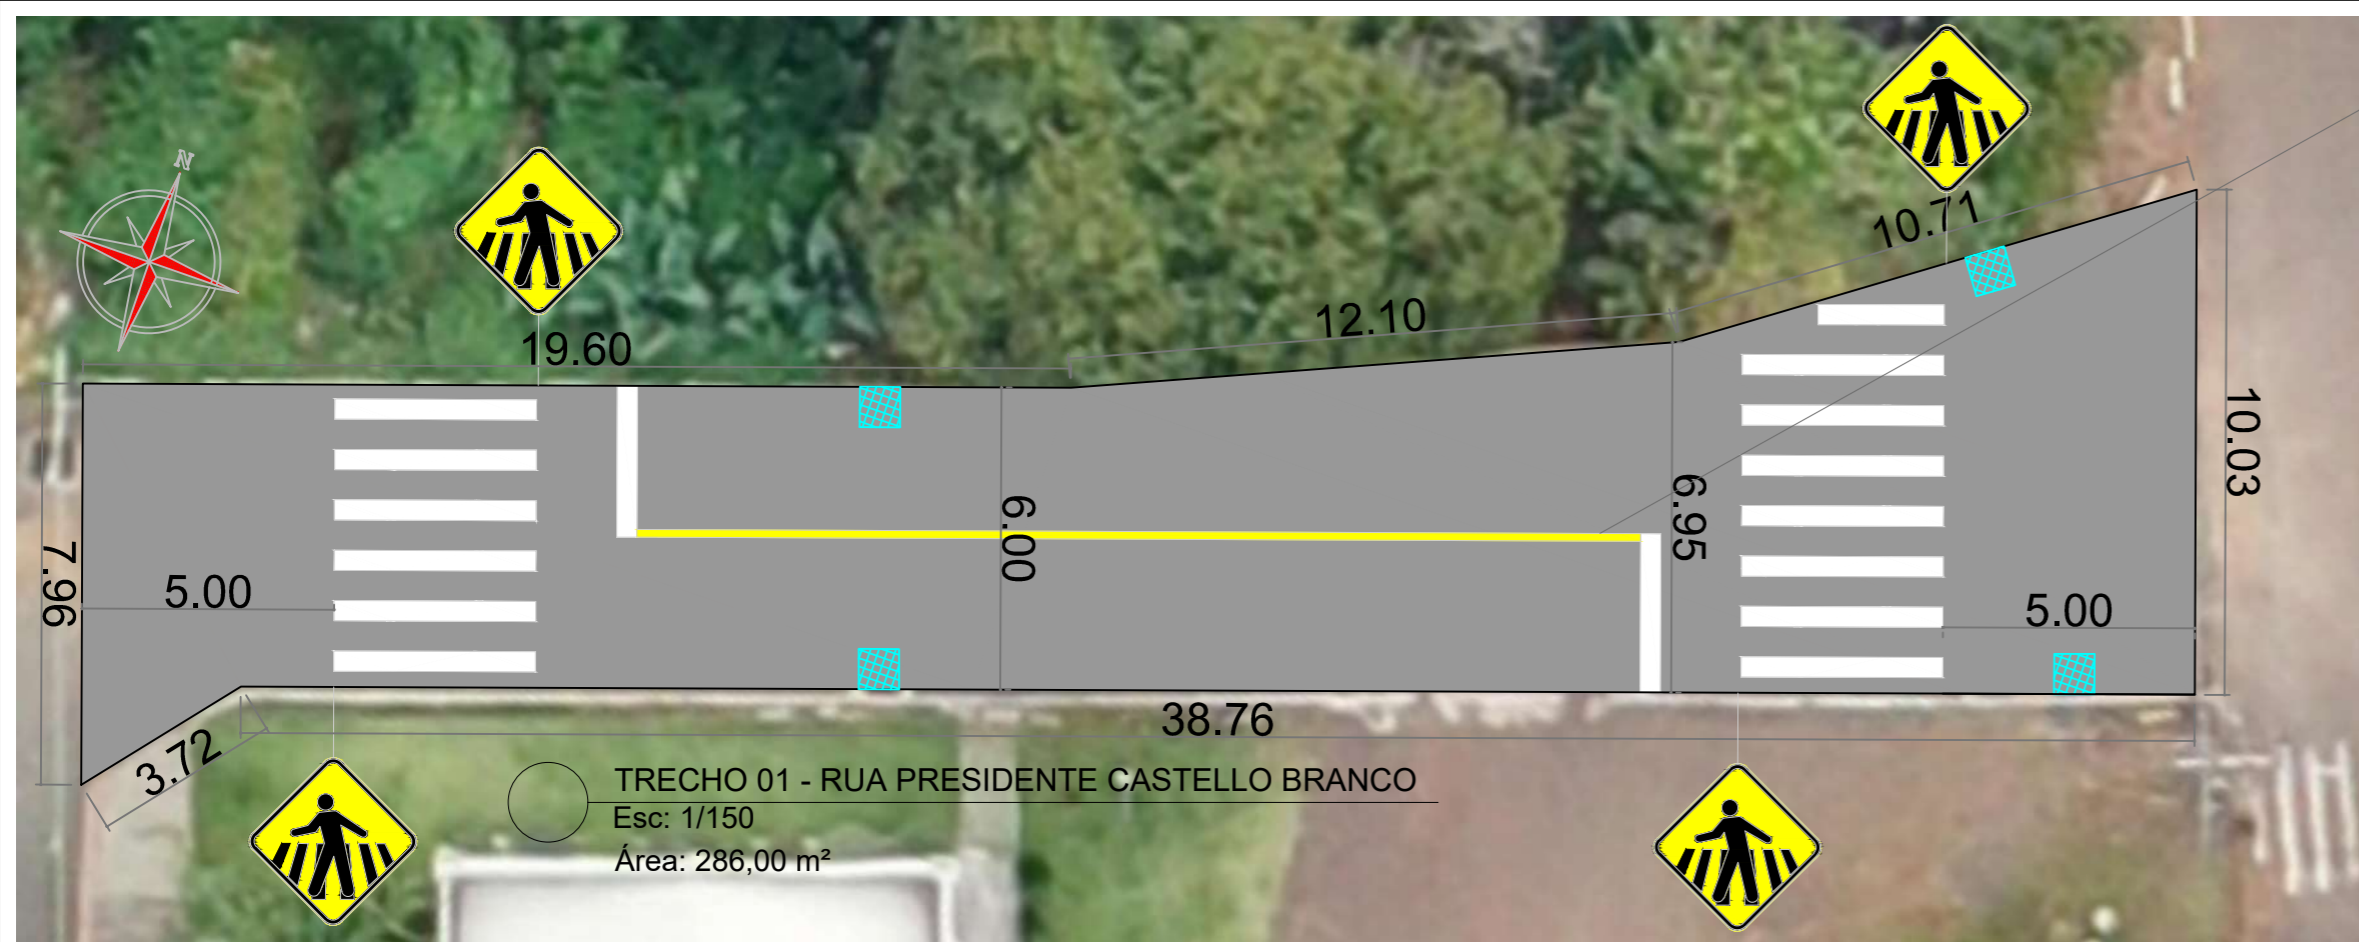 N
19.60
12.10
10.71
10.03
6.00
6.95
7.96
5.00
5.00
38.76
3.72
TRECHO 01 - RUA PRESIDENTE CASTELLO BRANCO
Esc: 1/150
Área: 286,00 m²